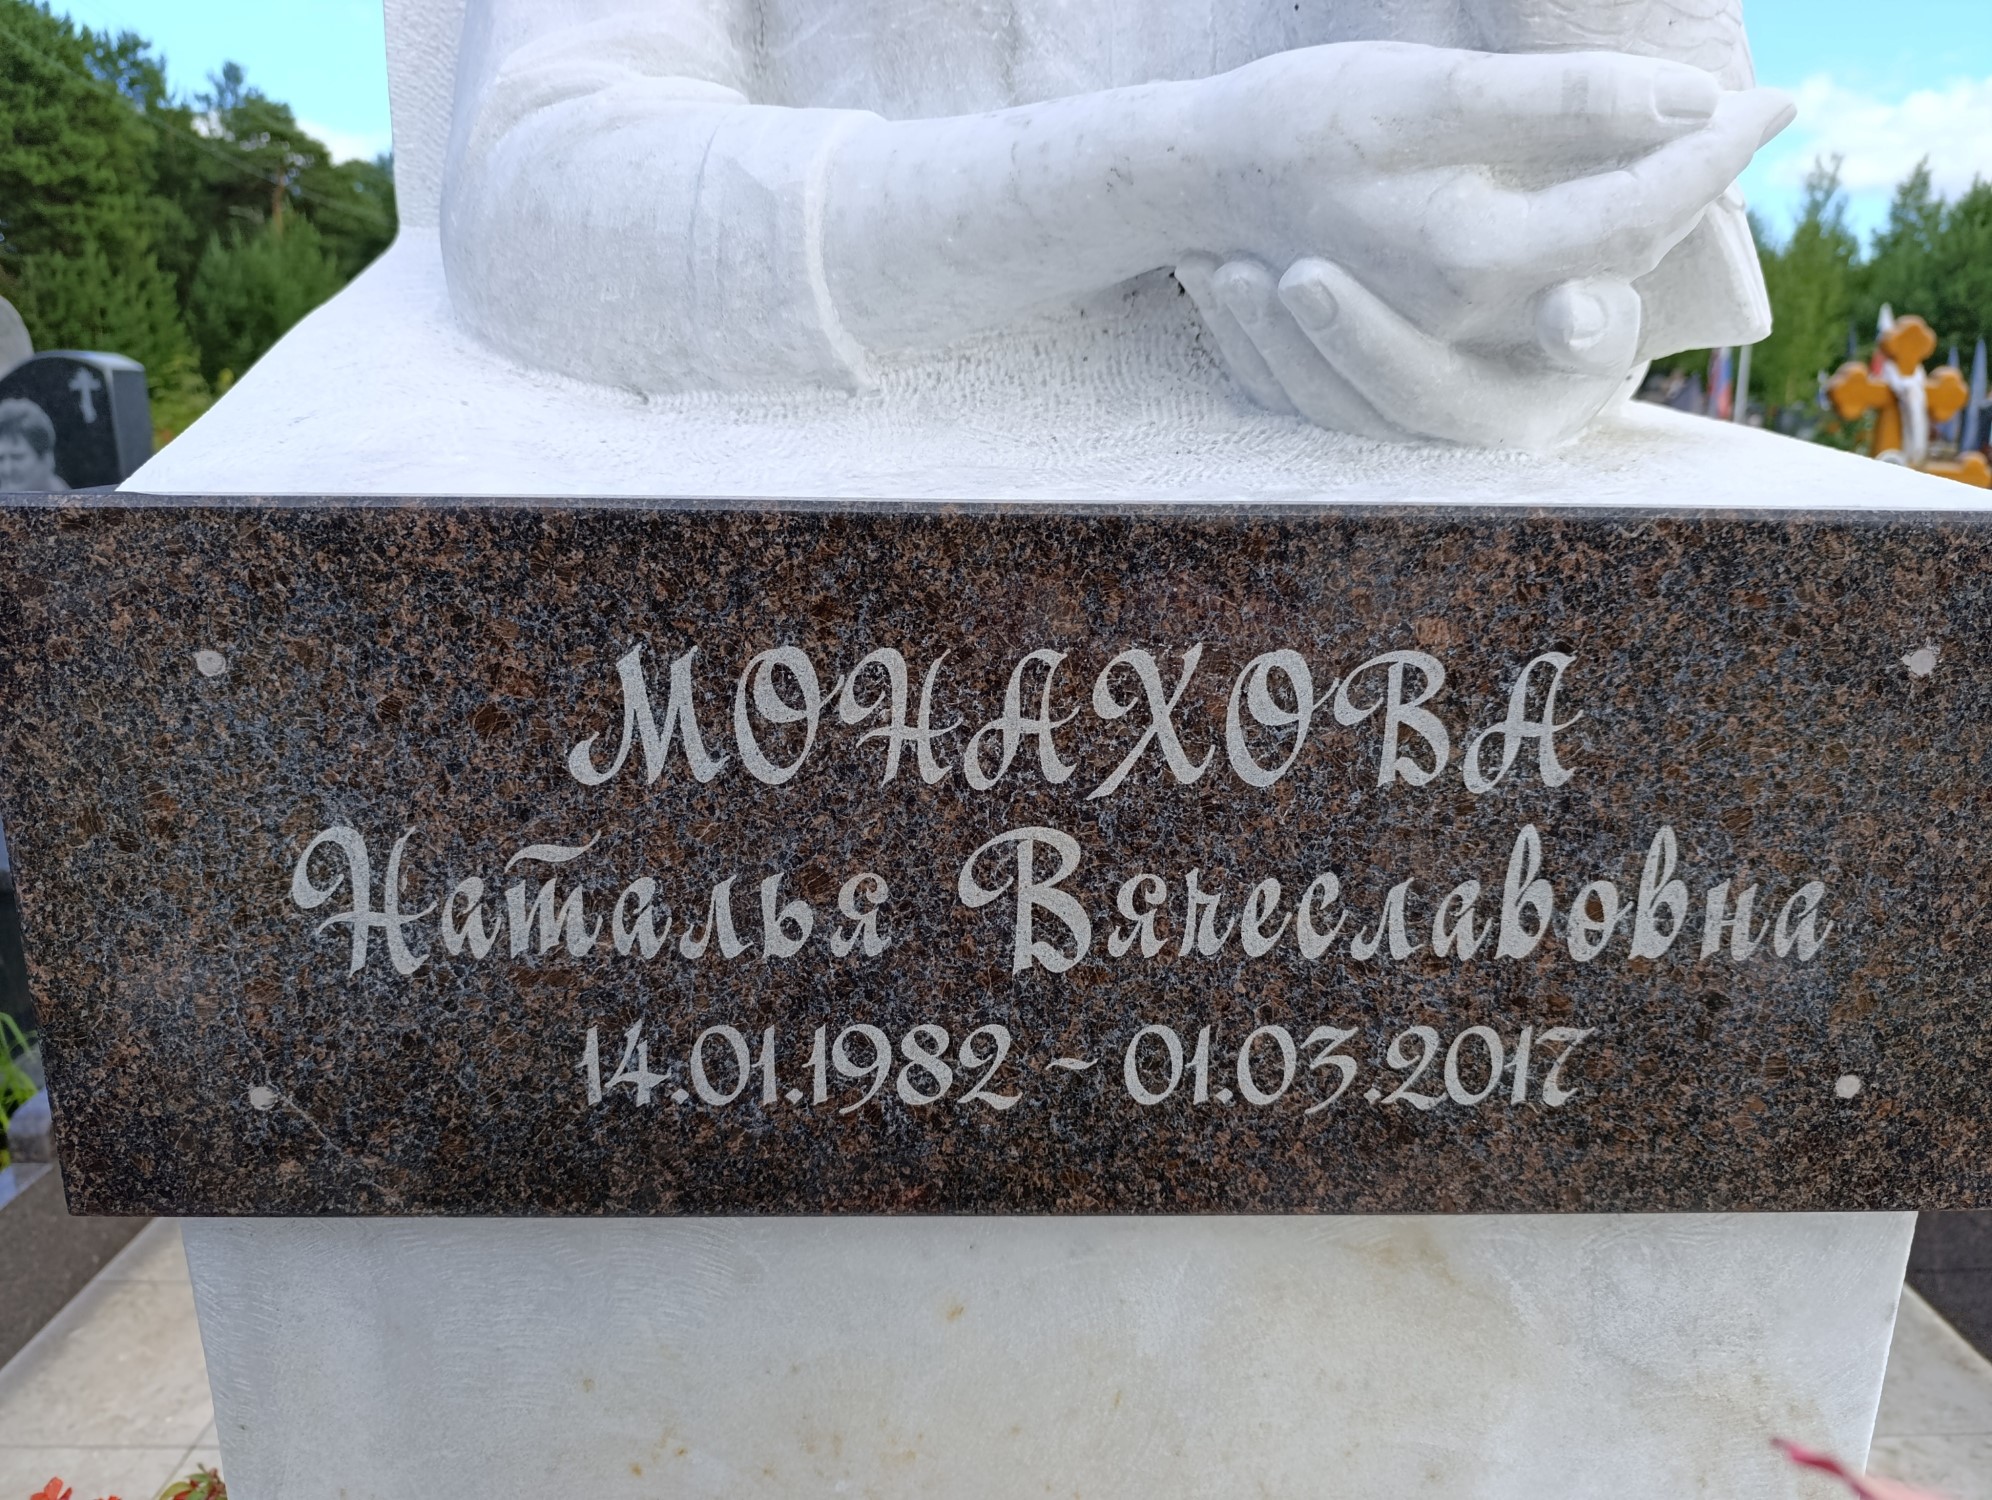 МОНАХОВА
Наталья Вячеславовна
14.01.1982 - 01.03.2017